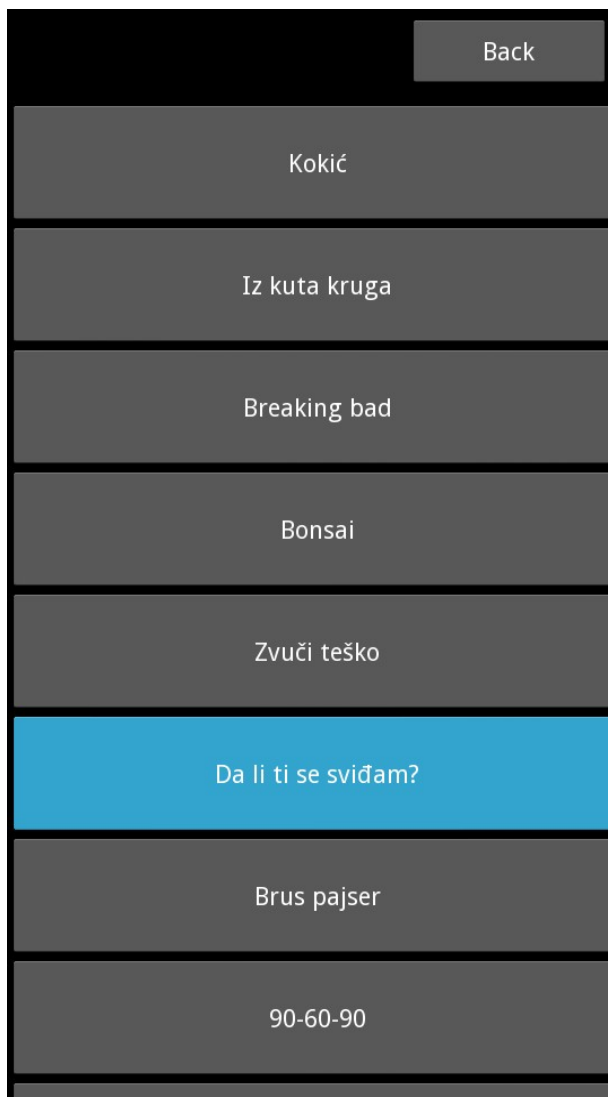 Back
Kokić
Iz kuta kruga
Breaking bad
Bonsai
Zvuči teško
Da li ti se sviđam?
Brus pajser
90-60-90